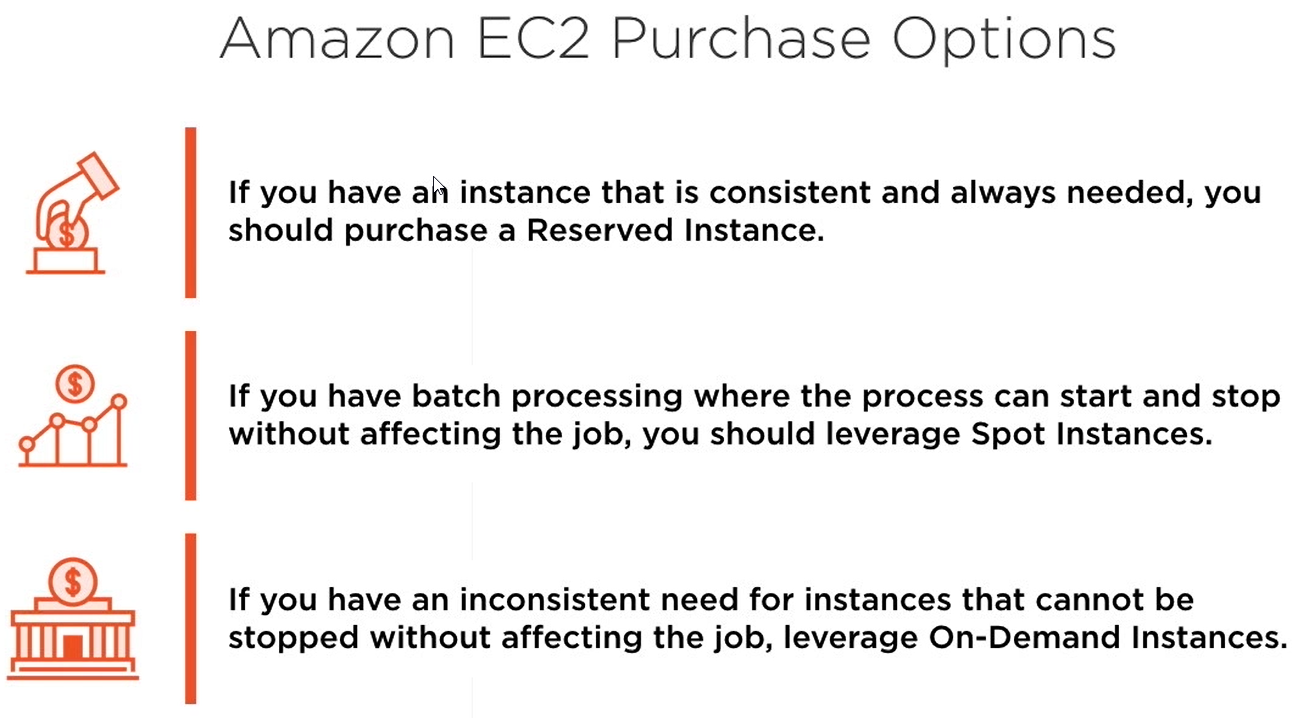 Amazon EC2 Purchase Options
If you have an instance that is consistent and always needed, you
should purchase a Reserved Instance.
If you have batch processing where the process can start and stop
without affecting the job, you should leverage Spot Instances.
If you have an inconsistent need for instances that cannot be
stopped without affecting the job, leverage On-Demand Instances.
$
$
$